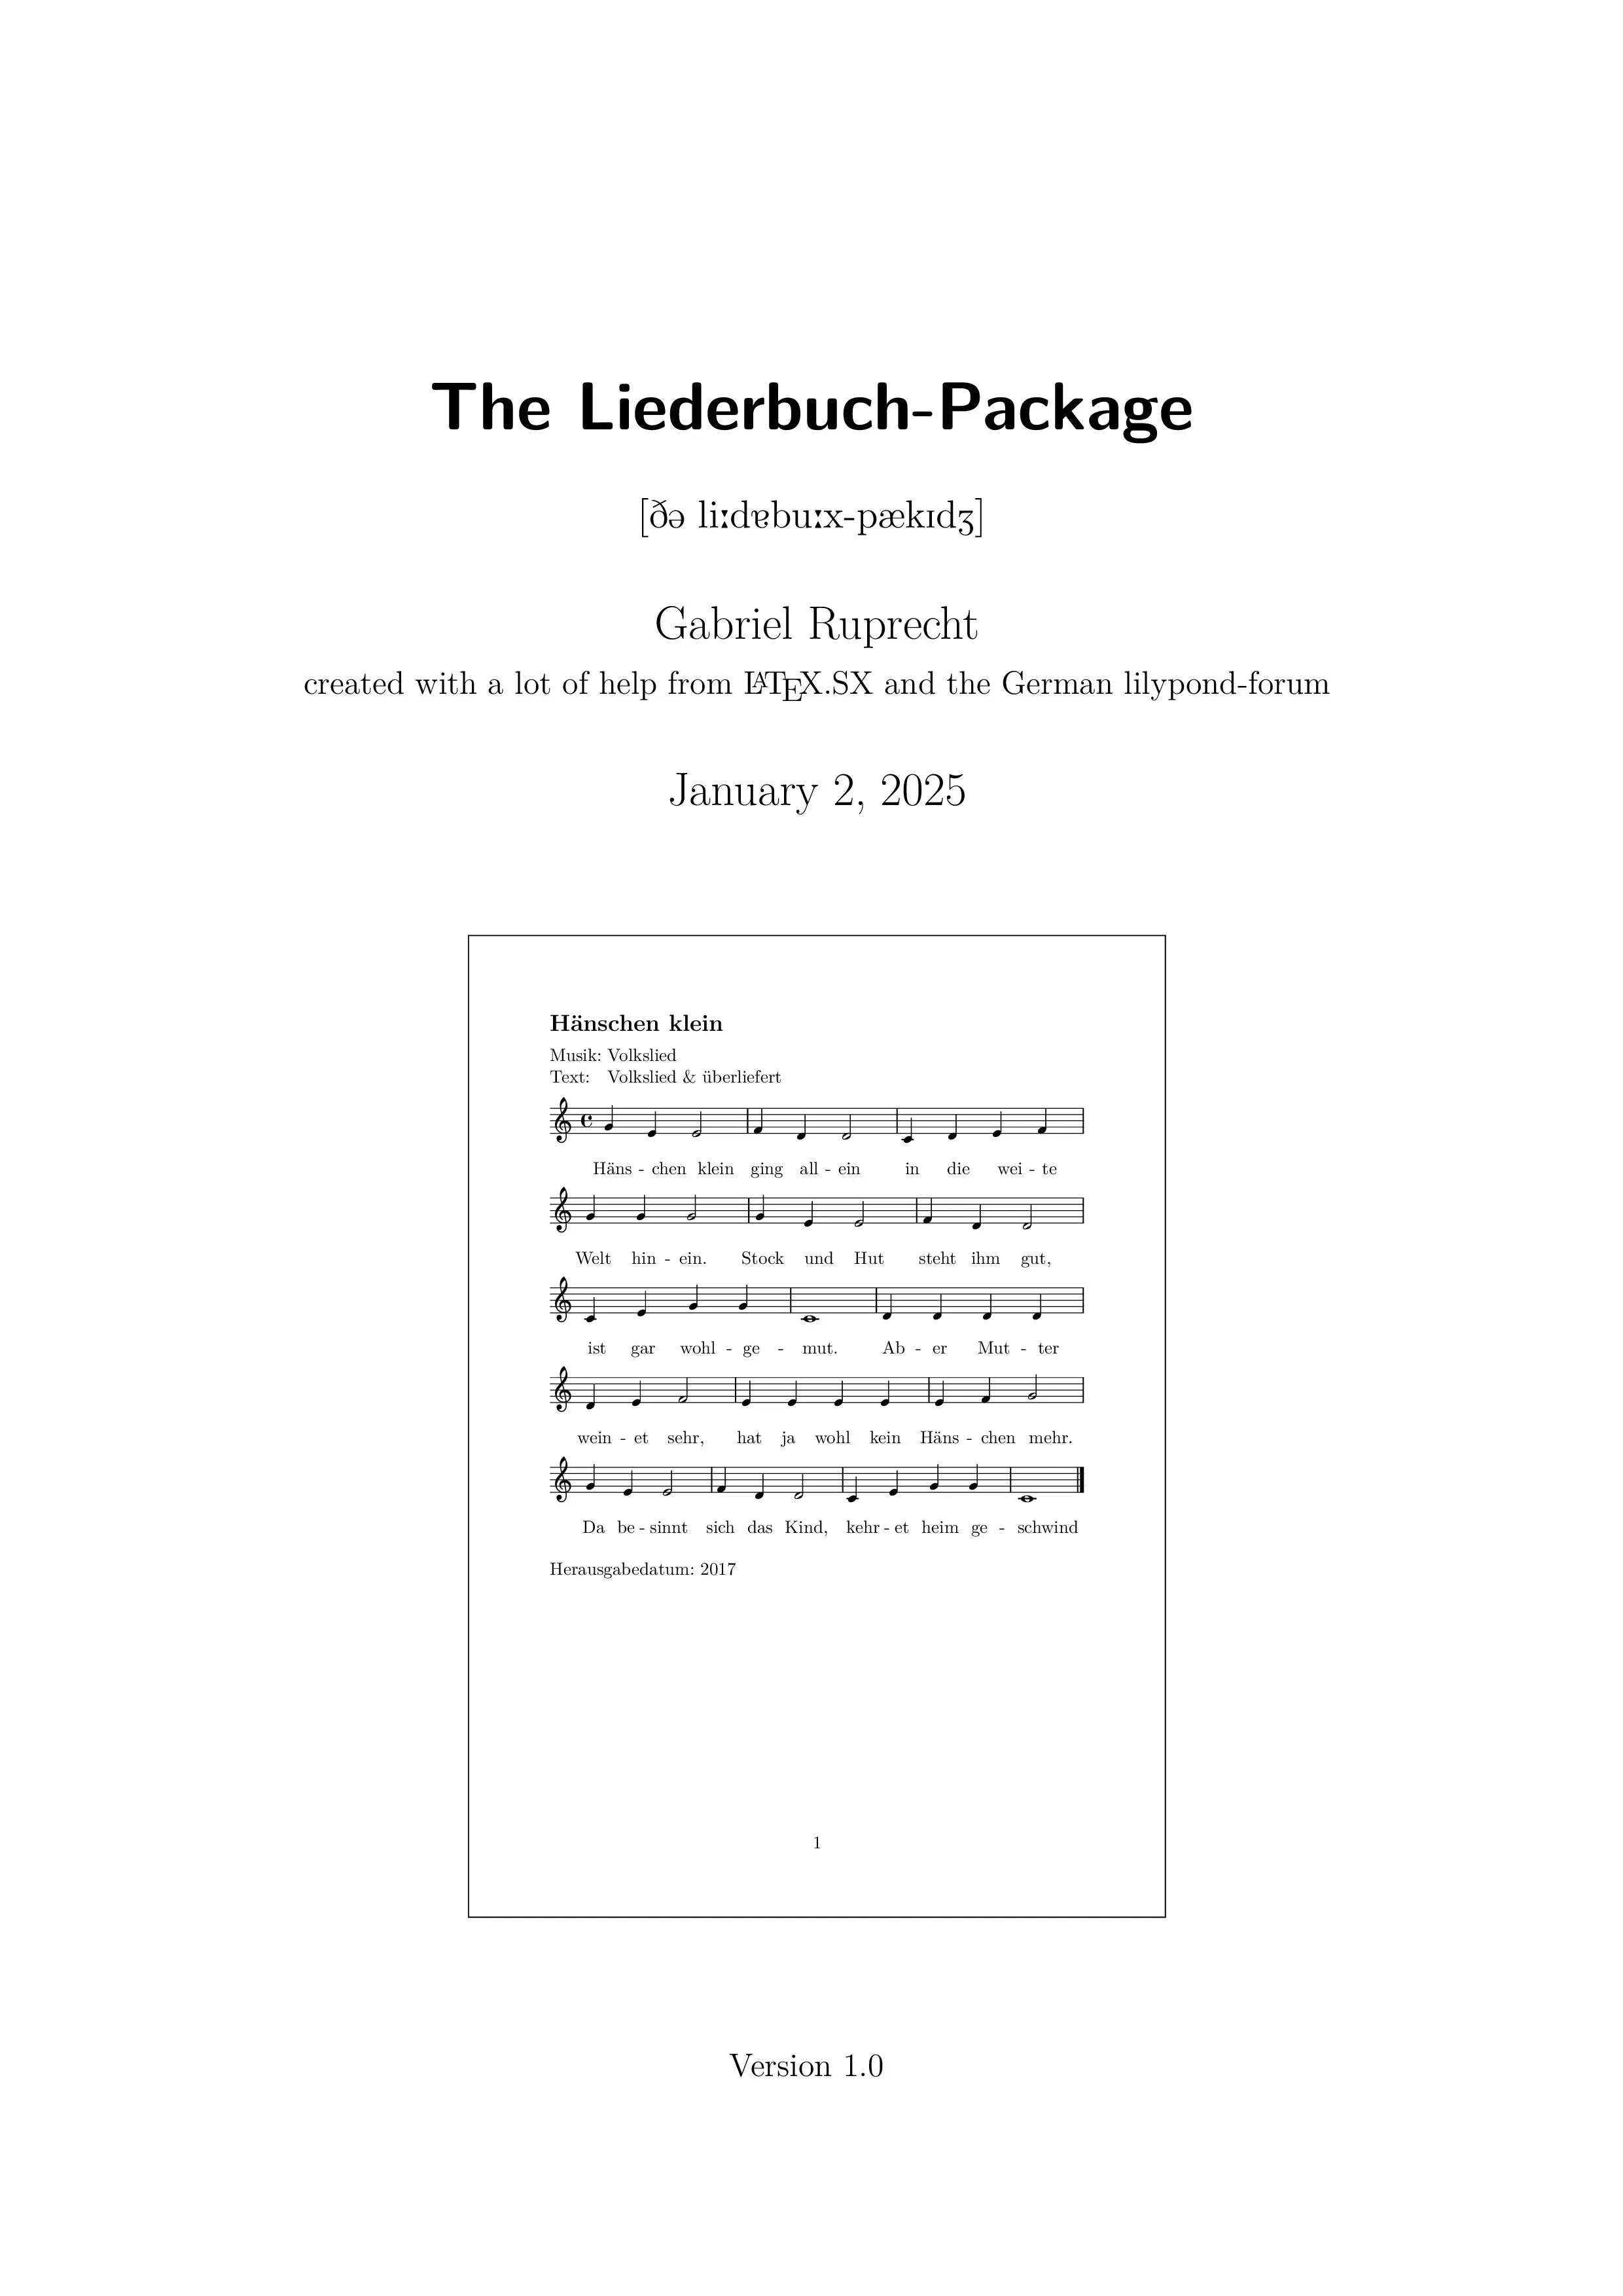 The Liederbuch-Package
[ðə liːdɐbuːx-pækɪdʒ]
Gabriel Ruprecht
created with a lot of help from LATEX.SX and the German lilypond-forum
January 2, 2025
Hänschen klein
Musik: Volkslied
Text: Volkslied & überliefert
Häns - chen klein ging all - ein in die wei - te
Welt hin - ein. Stock und Hut steht ihm gut,
ist gar wohl - ge - mut. Ab - er Mut - ter
wein - et sehr, hat ja wohl kein Häns - chen mehr.
Da be - sinnt sich das Kind, kehr - et heim ge - schwind
Herausgabedatum: 2017
1
Version 1.0